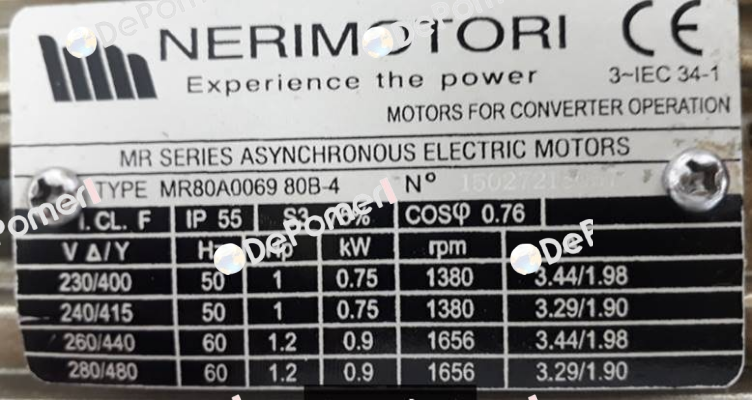 NERIMOTORI CE
Experience the power 3~IEC 34-1
MOTORS FOR CONVERTER OPERATION
MR SERIES ASYNCHRONOUS ELECTRIC MOTORS
TYPE MR80A0069 80B-4 N°
I. CL. F IP 55 S3 COSφ 0.76
V Δ/Y Hz Hp kW rpm
230/400 50 1 0.75 1380 3.44/1.98
240/415 50 1 0.75 1380 3.29/1.90
260/440 60 1.2 0.9 1656 3.44/1.98
280/480 60 1.2 0.9 1656 3.29/1.90
DePomerl
DePomerl